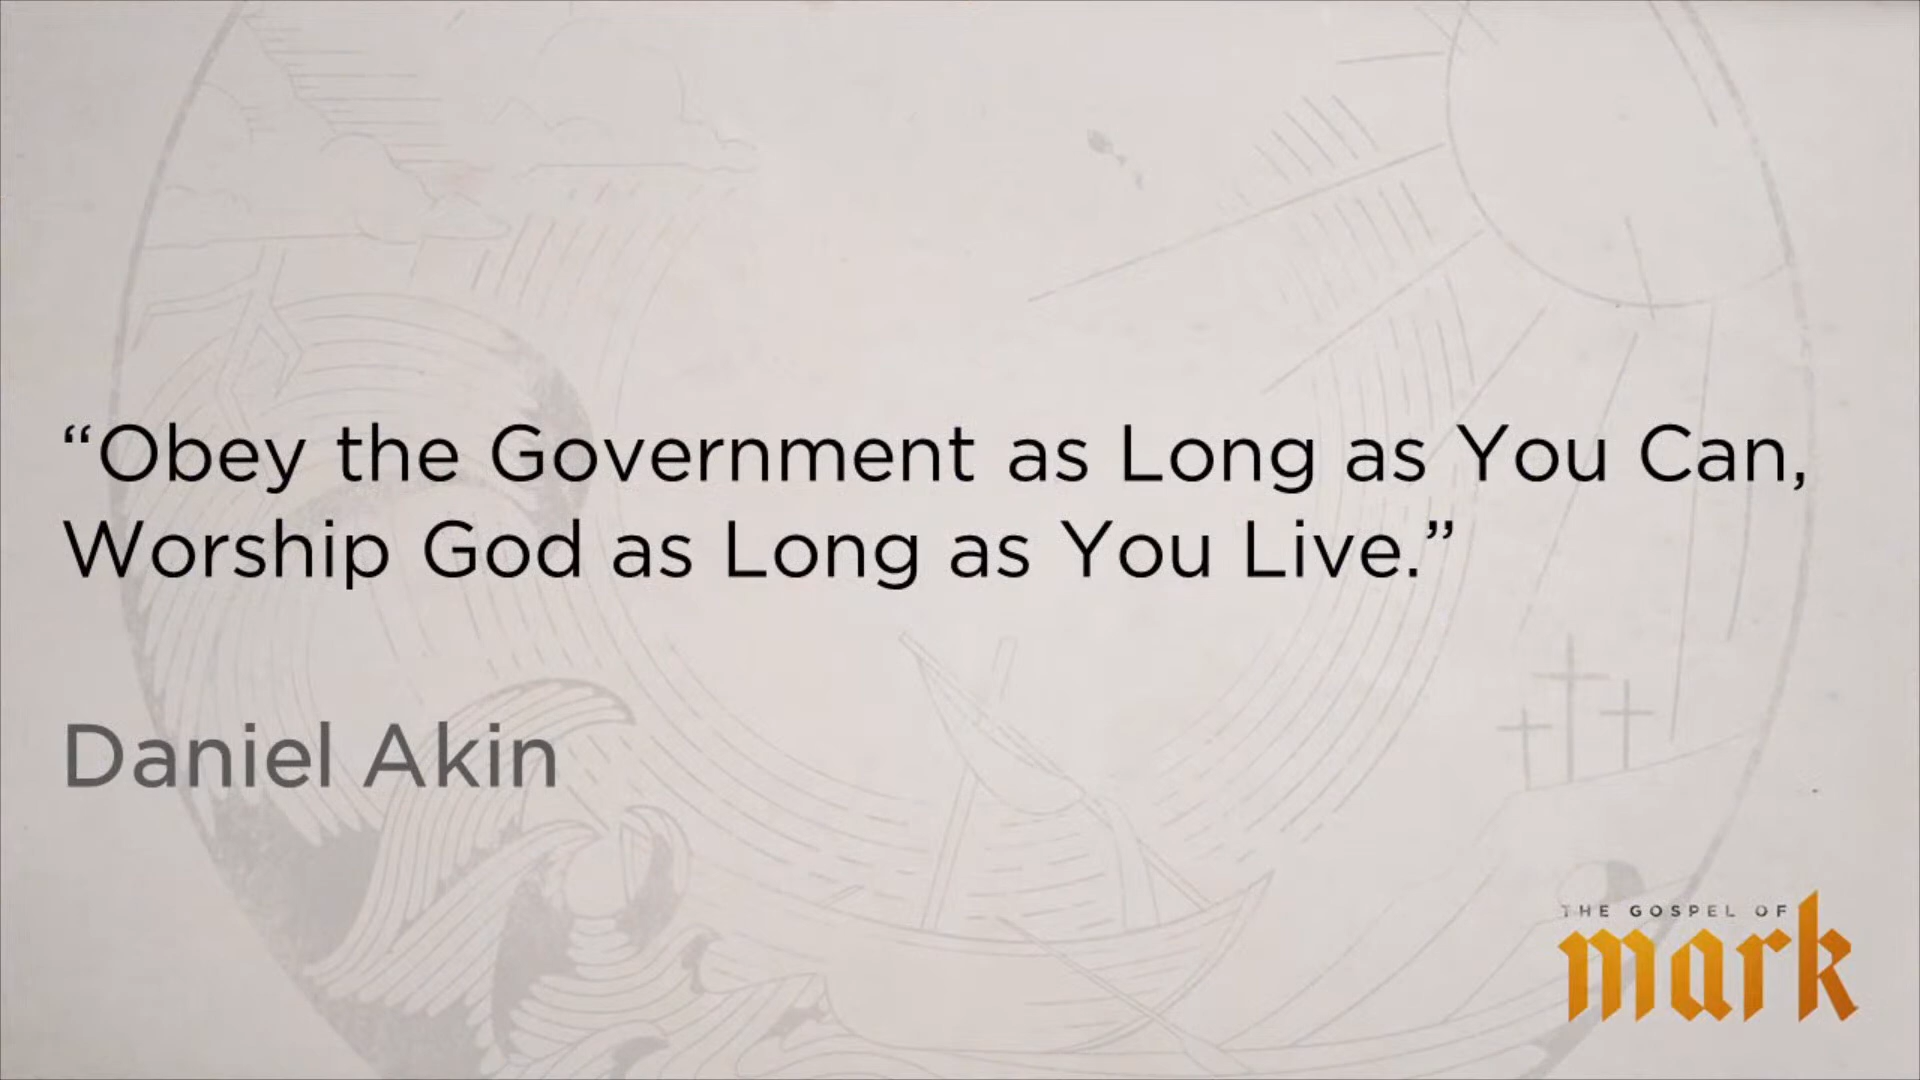 “Obey the Government as Long as You Can,
Worship God as Long as You Live.”
Daniel Akin
THE GOSPEL OF
mark